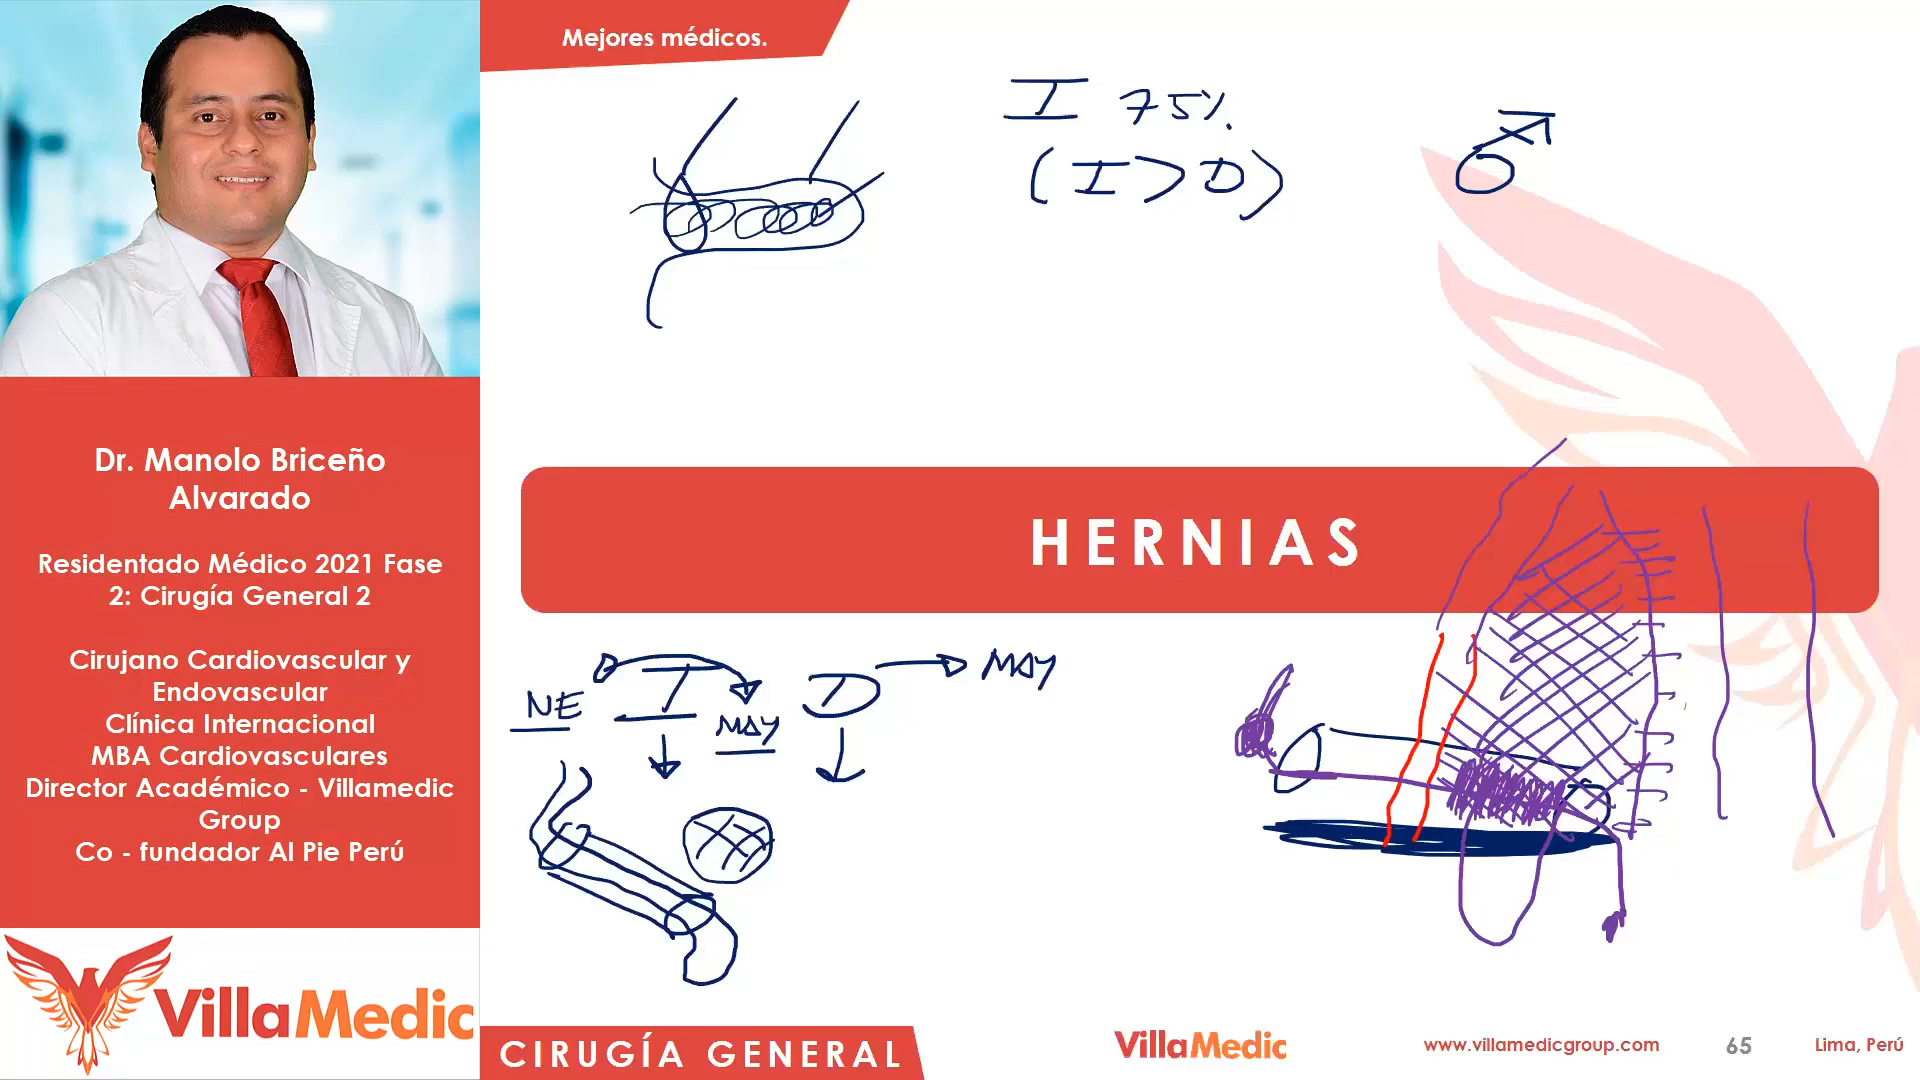 Mejores médicos.
I 75%.
(I > D)
Dr. Manolo Briceño
Alvarado
Residentado Médico 2021 Fase
2: Cirugía General 2
Cirujano Cardiovascular y
Endovascular
Clínica Internacional
MBA Cardiovasculares
Director Académico - Villamedic
Group
Co - fundador Al Pie Perú
VillaMedic
HERNIAS
NE I MAY D MAY
CIRUGÍA GENERAL
VillaMedic
www.villamedicgroup.com
65
Lima, Perú